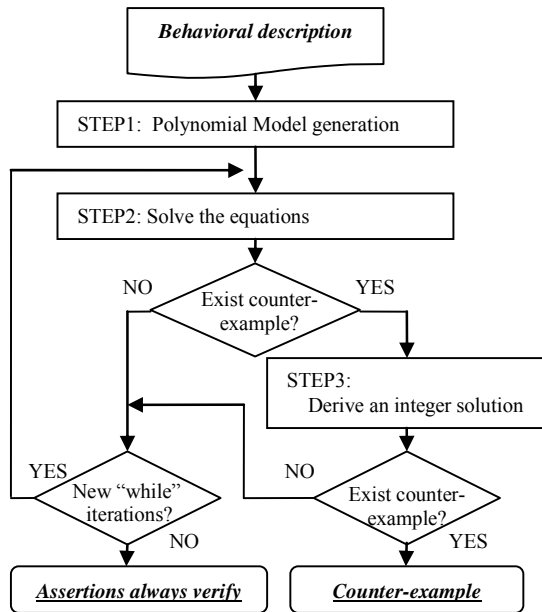 Behavioral description
STEP1: Polynomial Model generation
STEP2: Solve the equations
NO
YES
Exist counter-
example?
STEP3:
Derive an integer solution
YES
New “while”
iterations?
NO
NO
Exist counter-
example?
YES
Assertions always verify
Counter-example